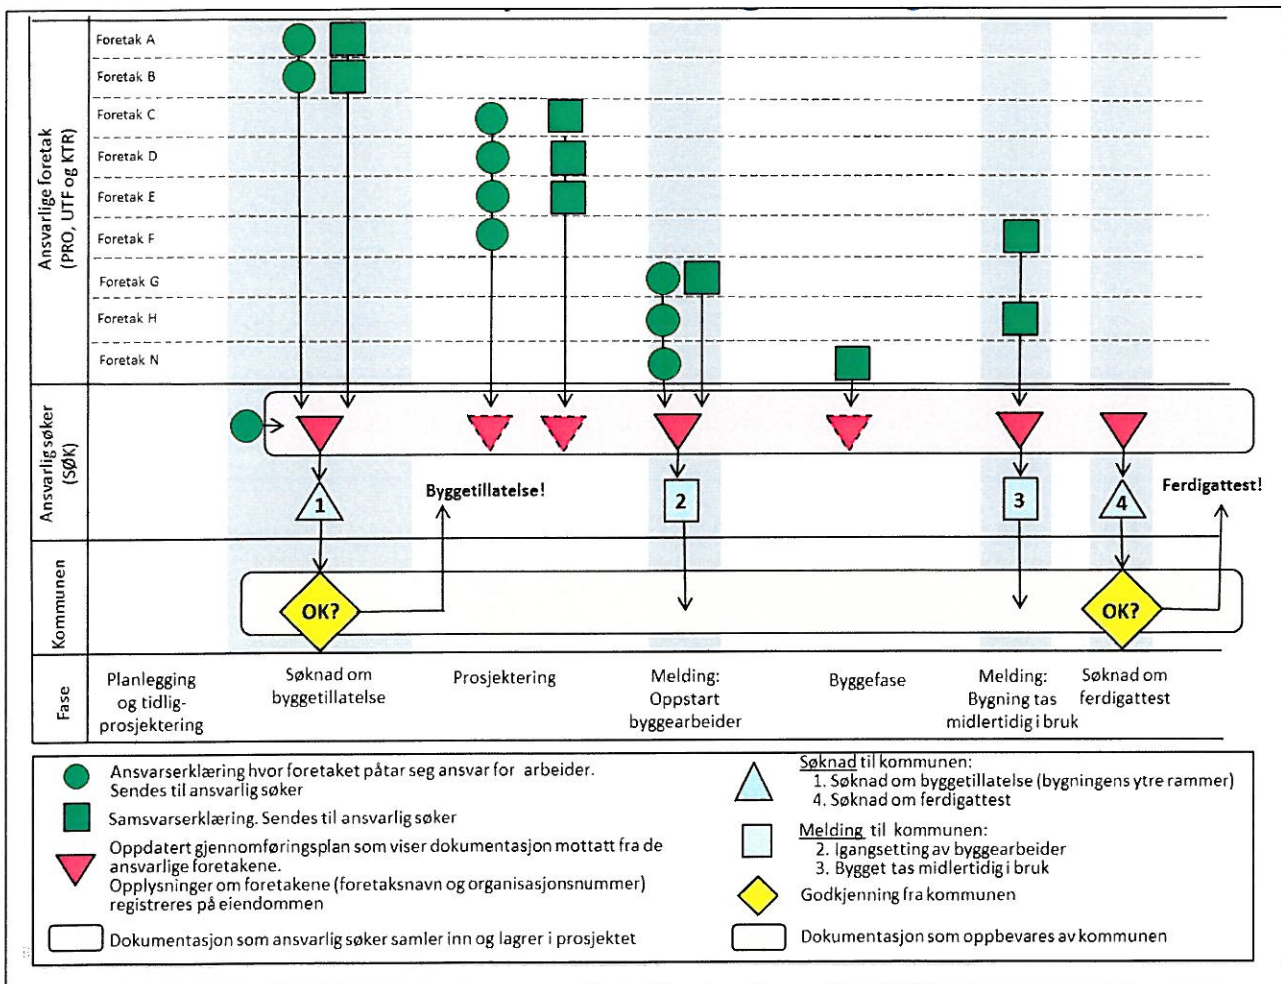 Ansvarlige foretak
(PRO, UTF og KTR)
Foretak A
Foretak B
Foretak C
Foretak D
Foretak E
Foretak F
Foretak G
Foretak H
Foretak N
Ansvarlig søker
(SØK)
1
Byggetillatelse!
2
3
4
Ferdigattest!
Kommunen
OK?
OK?
Fase
Planlegging
og tidlig-
prosjektering
Søknad om
byggetillatelse
Prosjektering
Melding:
Oppstart
byggearbeider
Byggefase
Melding:
Bygning tas
midlertidig i bruk
Søknad om
ferdigattest
Ansvarserklæring hvor foretaket påtar seg ansvar for arbeider.
Sendes til ansvarlig søker
Samsvarserklæring. Sendes til ansvarlig søker
Oppdatert gjennomføringsplan som viser dokumentasjon mottatt fra de
ansvarlige foretakene.
Opplysninger om foretakene (foretaksnavn og organisasjonsnummer)
registreres på eiendommen
Dokumentasjon som ansvarlig søker samler inn og lagrer i prosjektet
Søknad til kommunen:
1. Søknad om byggetillatelse (bygningens ytre rammer)
4. Søknad om ferdigattest
Melding til kommunen:
2. Igangsetting av byggearbeider
3. Bygget tas midlertidig i bruk
Godkjenning fra kommunen
Dokumentasjon som oppbevares av kommunen